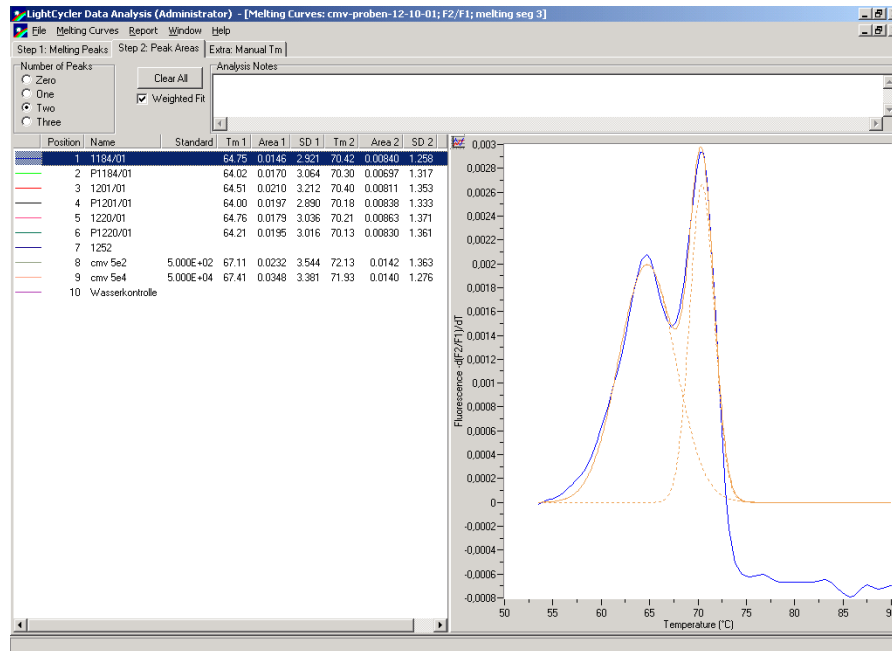 LightCycler Data Analysis (Administrator) - [Melting Curves: cmv-proben-12-10-01; F2/F1; melting seg 3]
File Melting Curves Report Window Help
Step 1: Melting Peaks Step 2: Peak Areas Extra: Manual Tm
Number of Peaks
Zero
One
Two
Three
Clear All
Weighted Fit
Analysis Notes
Position Name Standard Tm 1 Area 1 SD 1 Tm 2 Area 2 SD 2
1 1184/01 64.75 0.0146 2.921 70.42 0.00840 1.258
2 P1184/01 64.02 0.0170 3.064 70.30 0.00697 1.317
3 1201/01 64.51 0.0210 3.212 70.40 0.00811 1.353
4 P1201/01 64.00 0.0197 2.890 70.18 0.00838 1.333
5 1220/01 64.76 0.0179 3.036 70.21 0.00863 1.371
6 P1220/01 64.21 0.0195 3.016 70.13 0.00830 1.361
7 1252
8 cmv 5e2 5.000E+02 67.11 0.0232 3.544 72.13 0.0142 1.363
9 cmv 5e4 5.000E+04 67.41 0.0348 3.381 71.93 0.0140 1.276
10 Wasserkontrolle
Fluorescence -d(F2/F1)/dT
0,003
0,0028
0,0026
0,0024
0,0022
0,002
0,0018
0,0016
0,0014
0,0012
0,001
0,0008
0,0006
0,0004
0,0002
0
-0,0002
-0,0004
-0,0006
-0,0008
50 55 60 65 70 75 80 85 9
Temperature (°C)